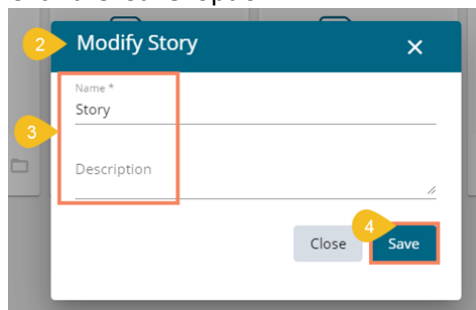 2 Modify Story
Name *
Story
3
Description
4
Close Save